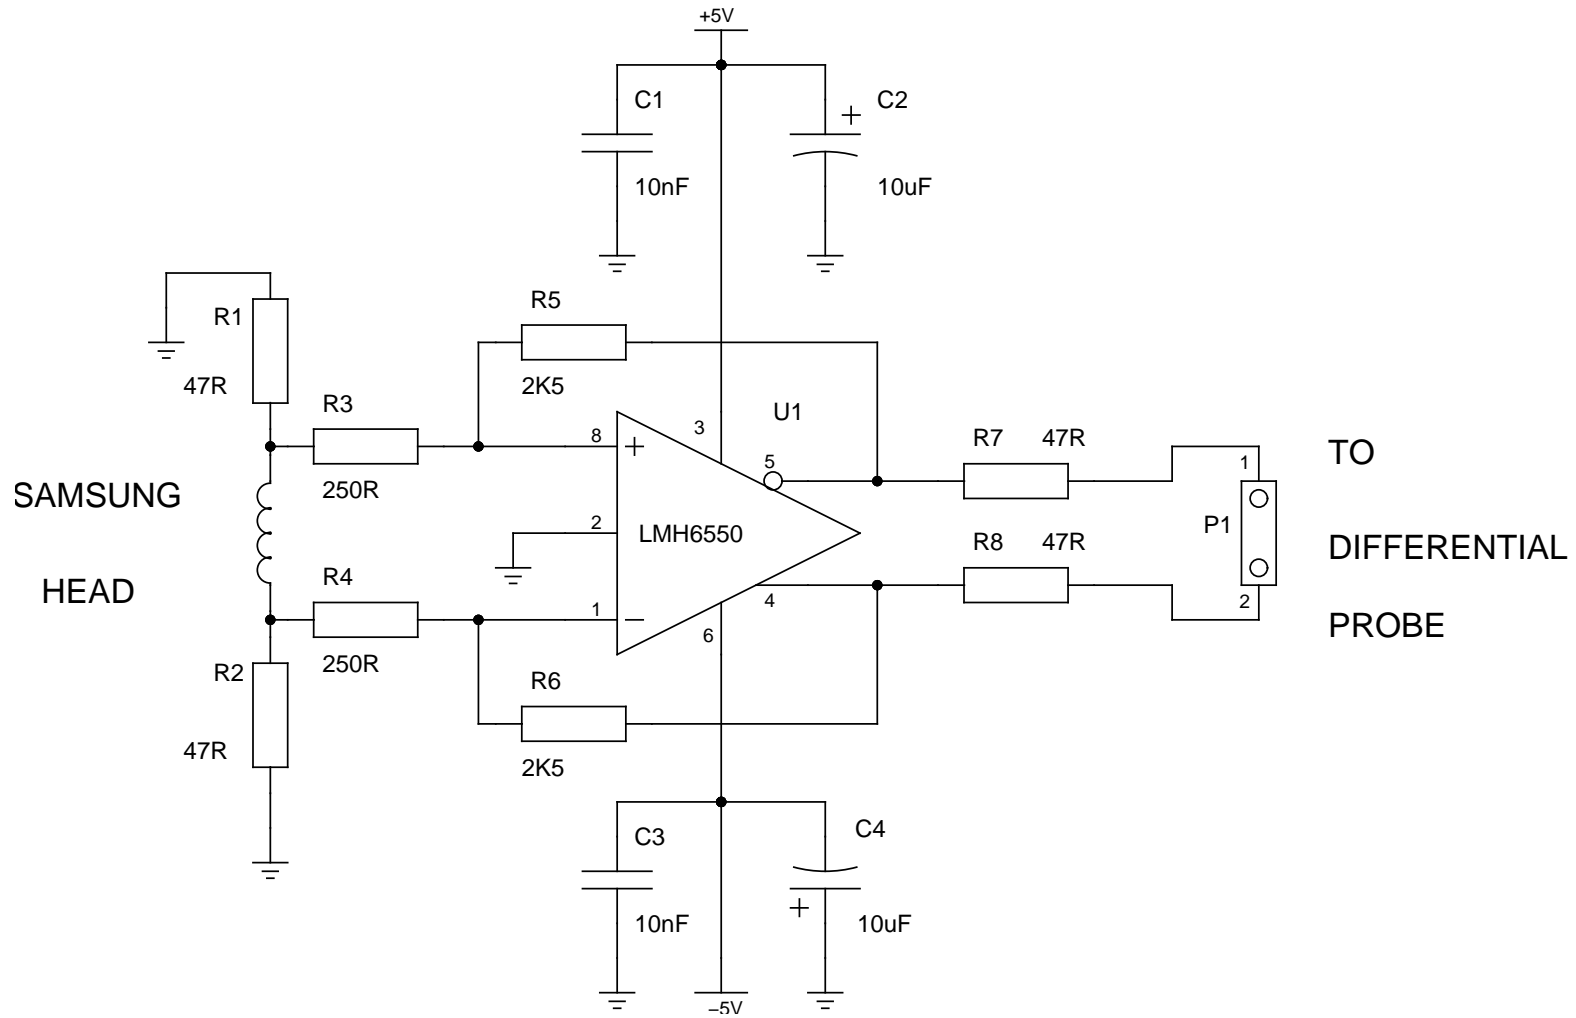 +5V
C1
C2
+
10nF
10uF
R1
R5
47R
2K5
U1
R3
3
8
+
5
R7
47R
TO
1
250R
SAMSUNG
2
LMH6550
P1
R8
47R
DIFFERENTIAL
HEAD
R4
1
−
4
2
PROBE
6
250R
R2
R6
47R
2K5
C3
C4
+
10nF
10uF
−5V